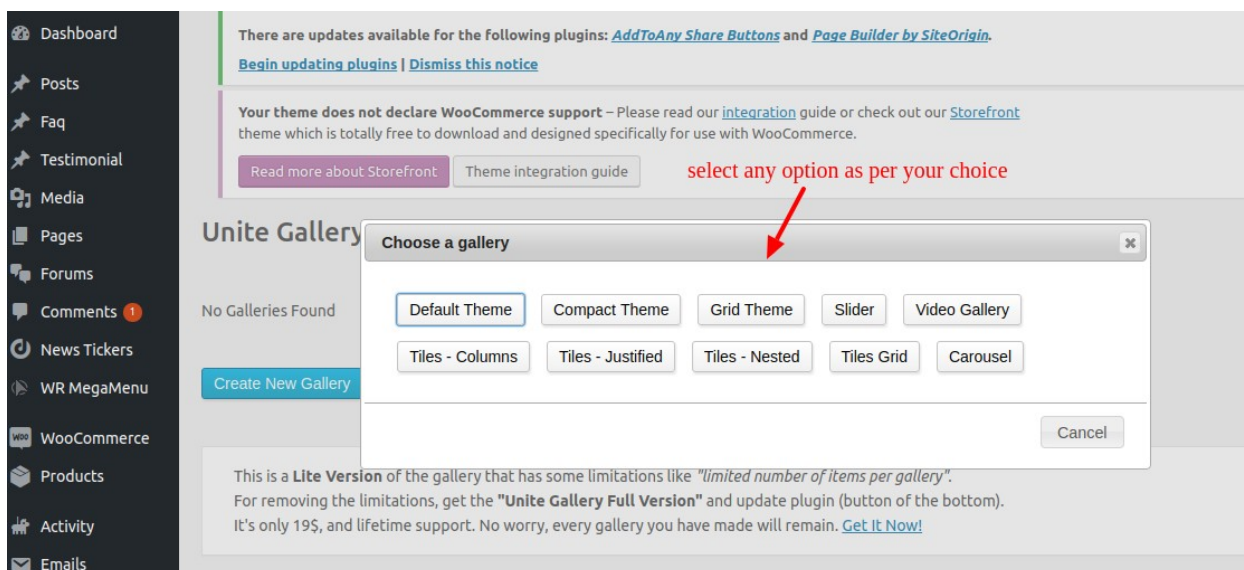 Dashboard
Posts
Faq
Testimonial
Media
Pages
Forums
Comments 1
News Tickers
WR MegaMenu
WooCommerce
Products
Activity
Emails
There are updates available for the following plugins: AddToAny Share Buttons and Page Builder by SiteOrigin.
Begin updating plugins | Dismiss this notice
Your theme does not declare WooCommerce support – Please read our integration guide or check out our Storefront
theme which is totally free to download and designed specifically for use with WooCommerce.
Read more about Storefront Theme integration guide
select any option as per your choice
Unite Gallery
Choose a gallery
No Galleries Found
Default Theme Compact Theme Grid Theme Slider Video Gallery
Tiles - Columns Tiles - Justified Tiles - Nested Tiles Grid Carousel
Create New Gallery
Cancel
This is a Lite Version of the gallery that has some limitations like "limited number of items per gallery".
For removing the limitations, get the "Unite Gallery Full Version" and update plugin (button of the bottom).
It's only 19$, and lifetime support. No worry, every gallery you have made will remain. Get It Now!